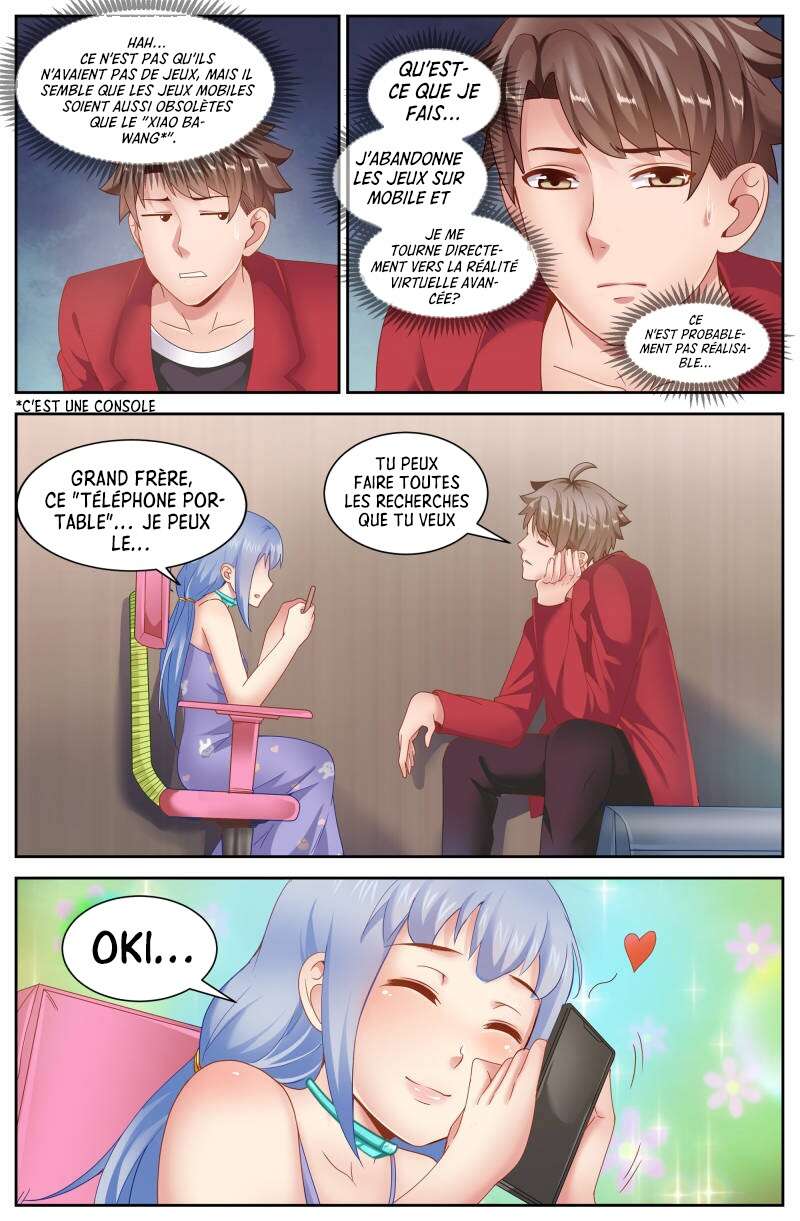 HAH...
CE N'EST PAS QU'ILS
N'AVAIENT PAS DE JEUX, MAIS IL
SEMBLE QUE LES JEUX MOBILES
SOIENT AUSSI OBSOLÈTES
QUE LE "XIAO BA-
WANG*".
QU'EST-
CE QUE JE
FAIS...
J'ABANDONNE
LES JEUX SUR
MOBILE ET
JE ME
TOURNE DIRECTE-
MENT VERS LA RÉALITÉ
VIRTUELLE AVAN-
CÉE?
CE
N'EST PROBABLE-
MENT PAS RÉALISA-
BLE...
*C'EST UNE CONSOLE
GRAND FRÈRE,
CE "TÉLÉPHONE POR-
TABLE"... JE PEUX
LE...
TU PEUX
FAIRE TOUTES
LES RECHERCHES
QUE TU VEUX
OKI...